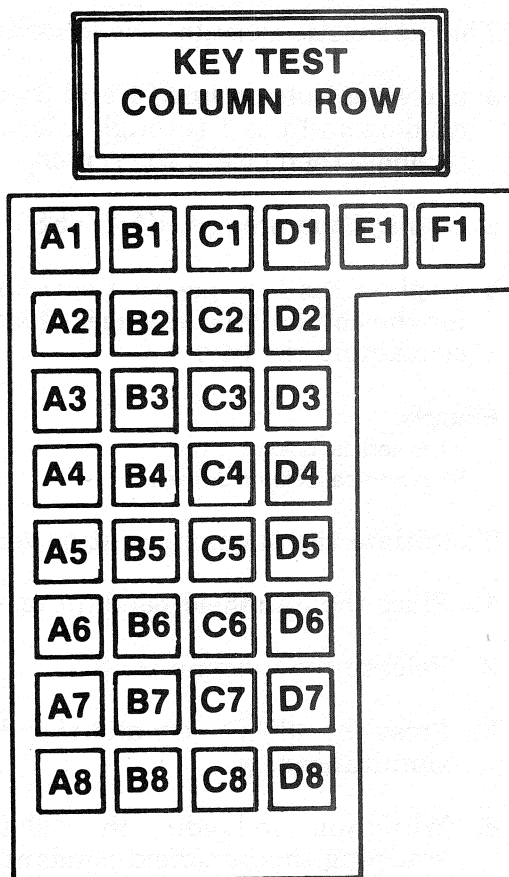 KEY TEST
COLUMN ROW
A1 B1 C1 D1 E1 F1
A2 B2 C2 D2
A3 B3 C3 D3
A4 B4 C4 D4
A5 B5 C5 D5
A6 B6 C6 D6
A7 B7 C7 D7
A8 B8 C8 D8